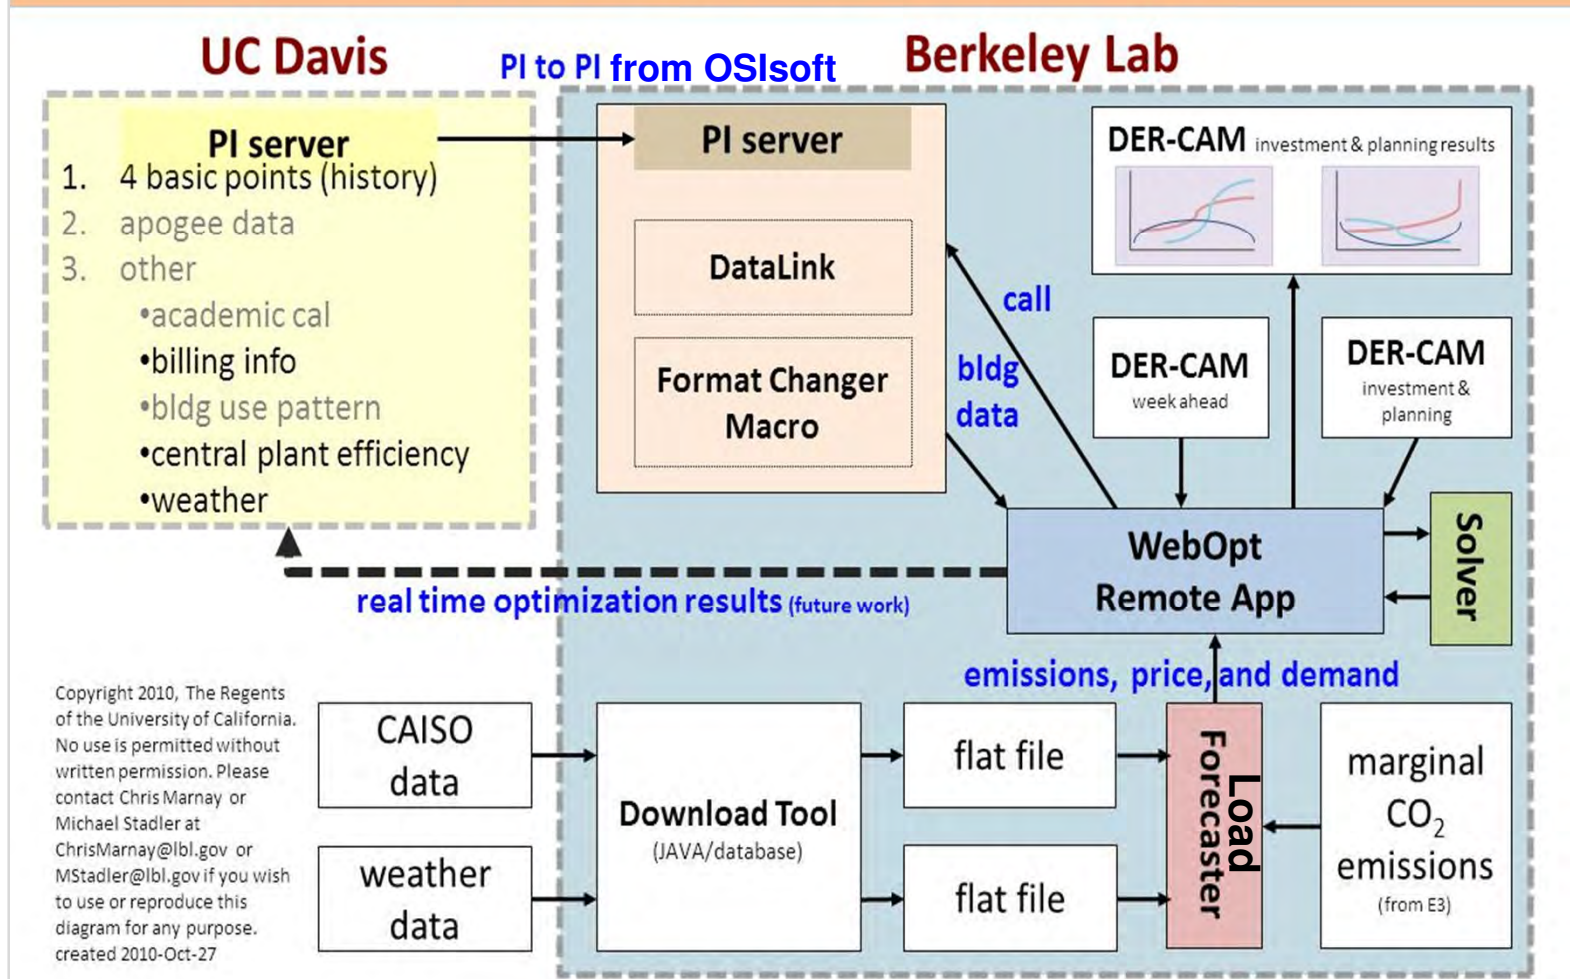 UC Davis
PI to PI from OSIsoft
Berkeley Lab
PI server
1. 4 basic points (history)
2. apogee data
3. other
•academic cal
•billing info
•bldg use pattern
•central plant efficiency
•weather
PI server
DataLink
Format Changer
Macro
call
bldg
data
DER-CAM investment & planning results
DER-CAM
week ahead
DER-CAM
investment &
planning
WebOpt
Remote App
Solver
real time optimization results (future work)
emissions, price, and demand
Copyright 2010, The Regents
of the University of California.
No use is permitted without
written permission. Please
contact Chris Marnay or
Michael Stadler at
ChrisMarnay@lbl.gov or
MStadler@lbl.gov if you wish
to use or reproduce this
diagram for any purpose.
created 2010-Oct-27
CAISO
data
weather
data
Download Tool
(JAVA/database)
flat file
flat file
Load
Forecaster
marginal
CO2
emissions
(from E3)